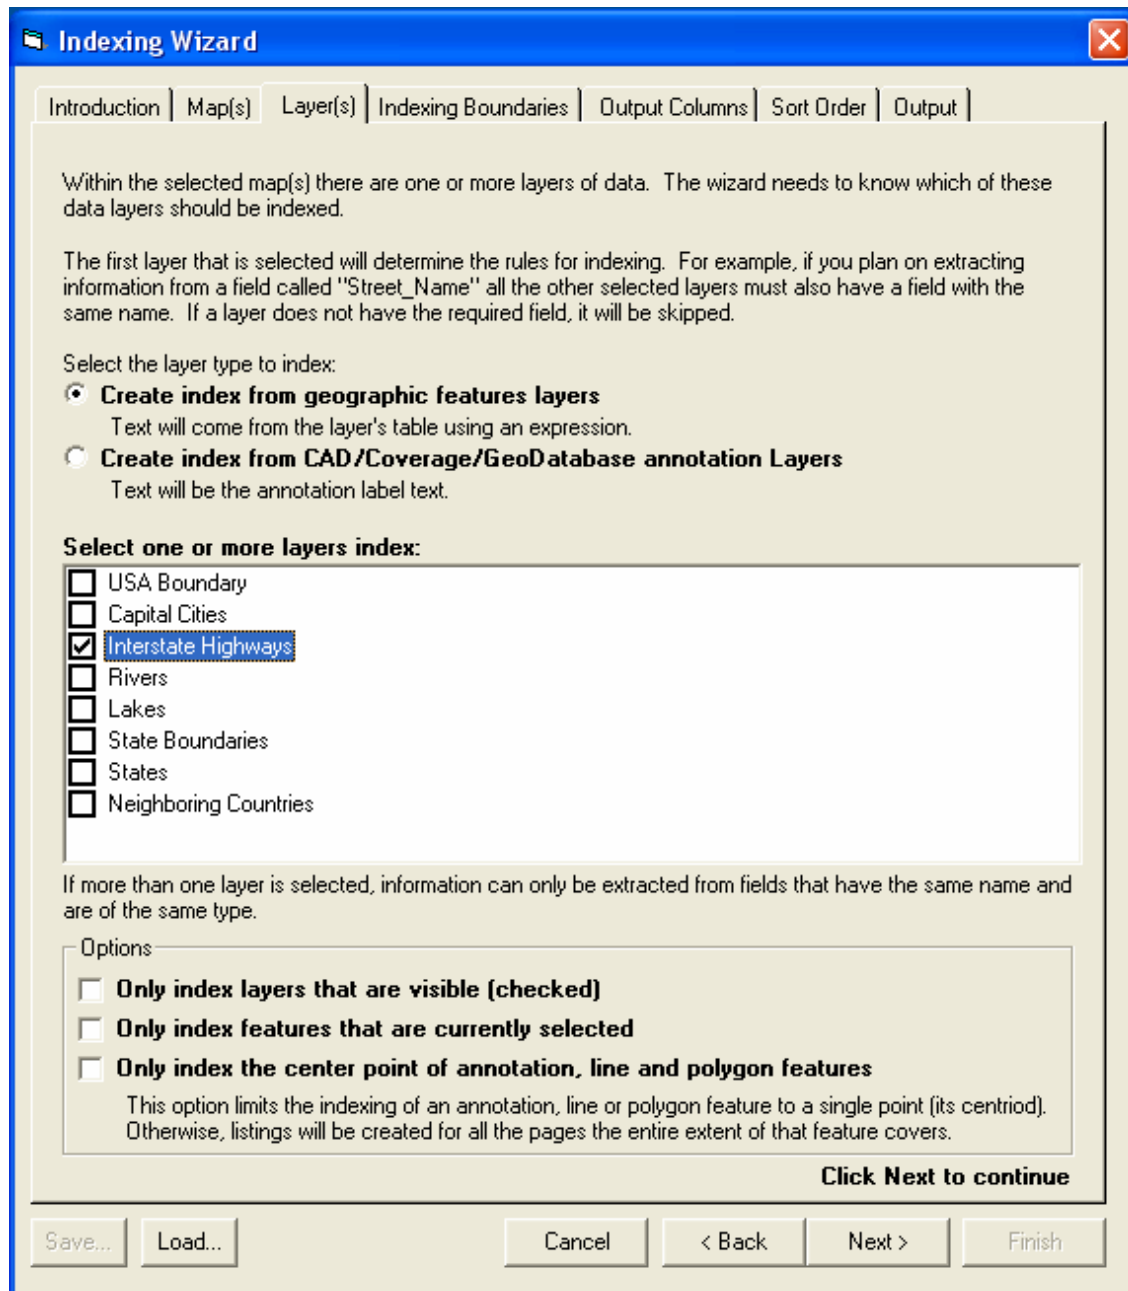 Indexing Wizard
Introduction Map(s) Layer(s) Indexing Boundaries Output Columns Sort Order Output
Within the selected map(s) there are one or more layers of data. The wizard needs to know which of these
data layers should be indexed.
The first layer that is selected will determine the rules for indexing. For example, if you plan on extracting
information from a field called "Street_Name" all the other selected layers must also have a field with the
same name. If a layer does not have the required field, it will be skipped.
Select the layer type to index:
Create index from geographic features layers
Text will come from the layer's table using an expression.
Create index from CAD/Coverage/GeoDatabase annotation Layers
Text will be the annotation label text.
Select one or more layers index:
USA Boundary
Capital Cities
Interstate Highways
Rivers
Lakes
State Boundaries
States
Neighboring Countries
If more than one layer is selected, information can only be extracted from fields that have the same name and
are of the same type.
Options
Only index layers that are visible (checked)
Only index features that are currently selected
Only index the center point of annotation, line and polygon features
This option limits the indexing of an annotation, line or polygon feature to a single point (its centriod).
Otherwise, listings will be created for all the pages the entire extent of that feature covers.
Click Next to continue
Save... Load... Cancel < Back Next > Finish